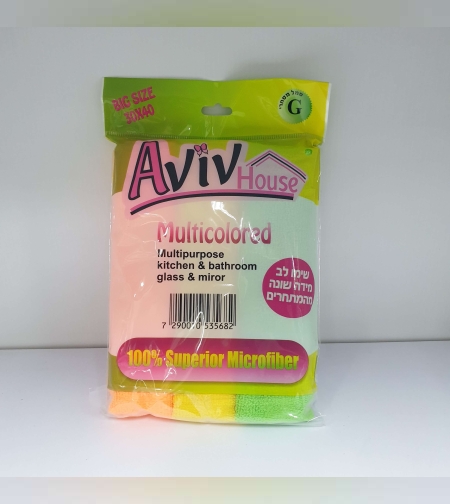 BIG SIZE
30X40
G
AVIV House
Multicolored
Multipurpose
kitchen & bathroom
glass & miror
שימו לב
מידה שונה
מהמתחרים
7 290010 535682
100% Superior Microfiber